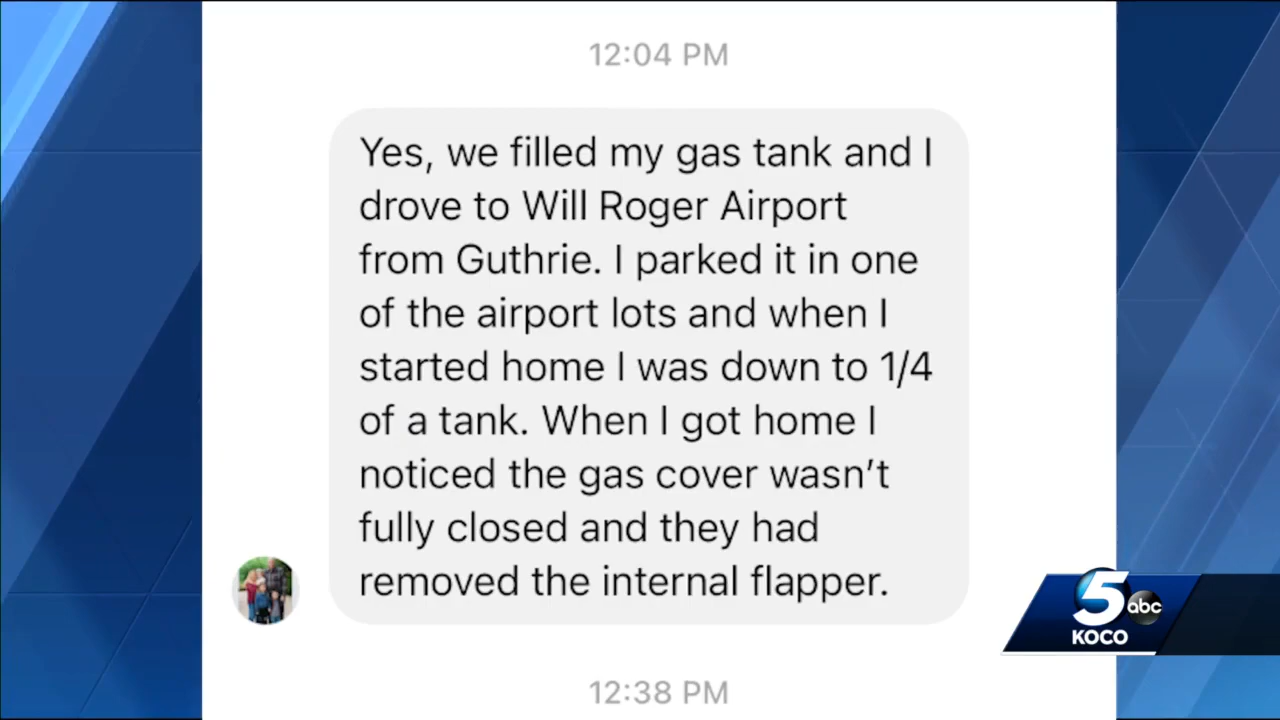 12:04 PM
Yes, we filled my gas tank and I
drove to Will Roger Airport
from Guthrie. I parked it in one
of the airport lots and when I
started home I was down to 1/4
of a tank. When I got home I
noticed the gas cover wasn’t
fully closed and they had
removed the internal flapper.
5 abc
KOCO
12:38 PM